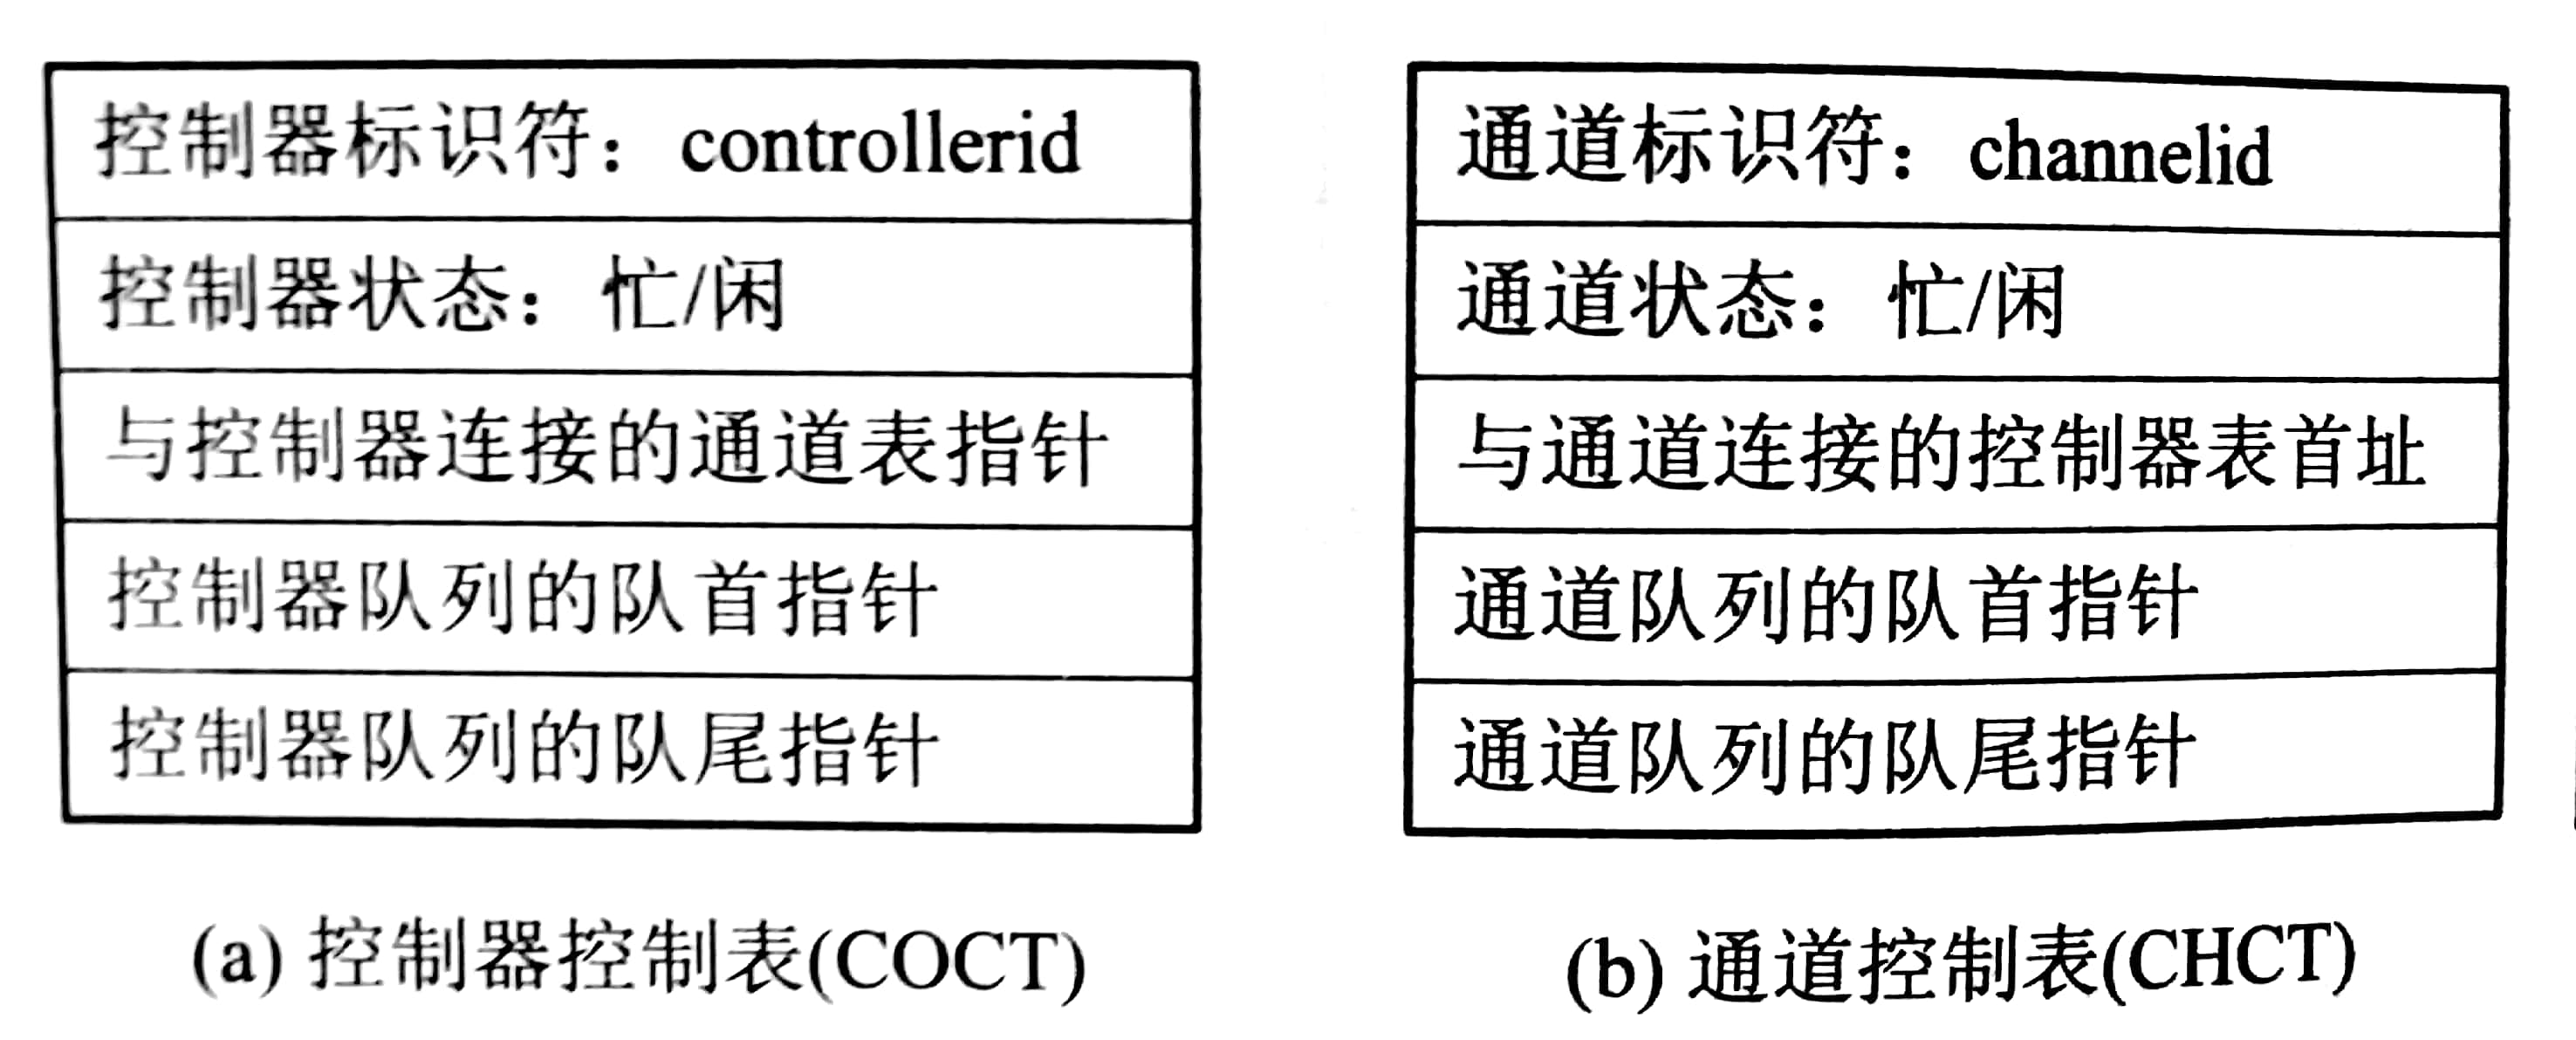 控制器标识符：controllerid
控制器状态：忙/闲
与控制器连接的通道表指针
控制器队列的队首指针
控制器队列的队尾指针
(a) 控制器控制表(COCT)
通道标识符：channelid
通道状态：忙/闲
与通道连接的控制器表首址
通道队列的队首指针
通道队列的队尾指针
(b) 通道控制表(CHCT)